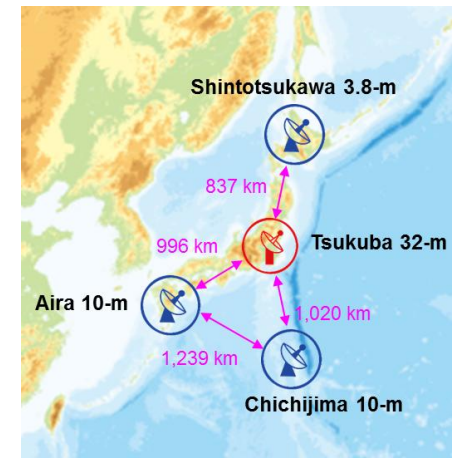 Shintotsukawa 3.8-m
837 km
996 km
Tsukuba 32-m
Aira 10-m
1,020 km
1,239 km
Chichijima 10-m